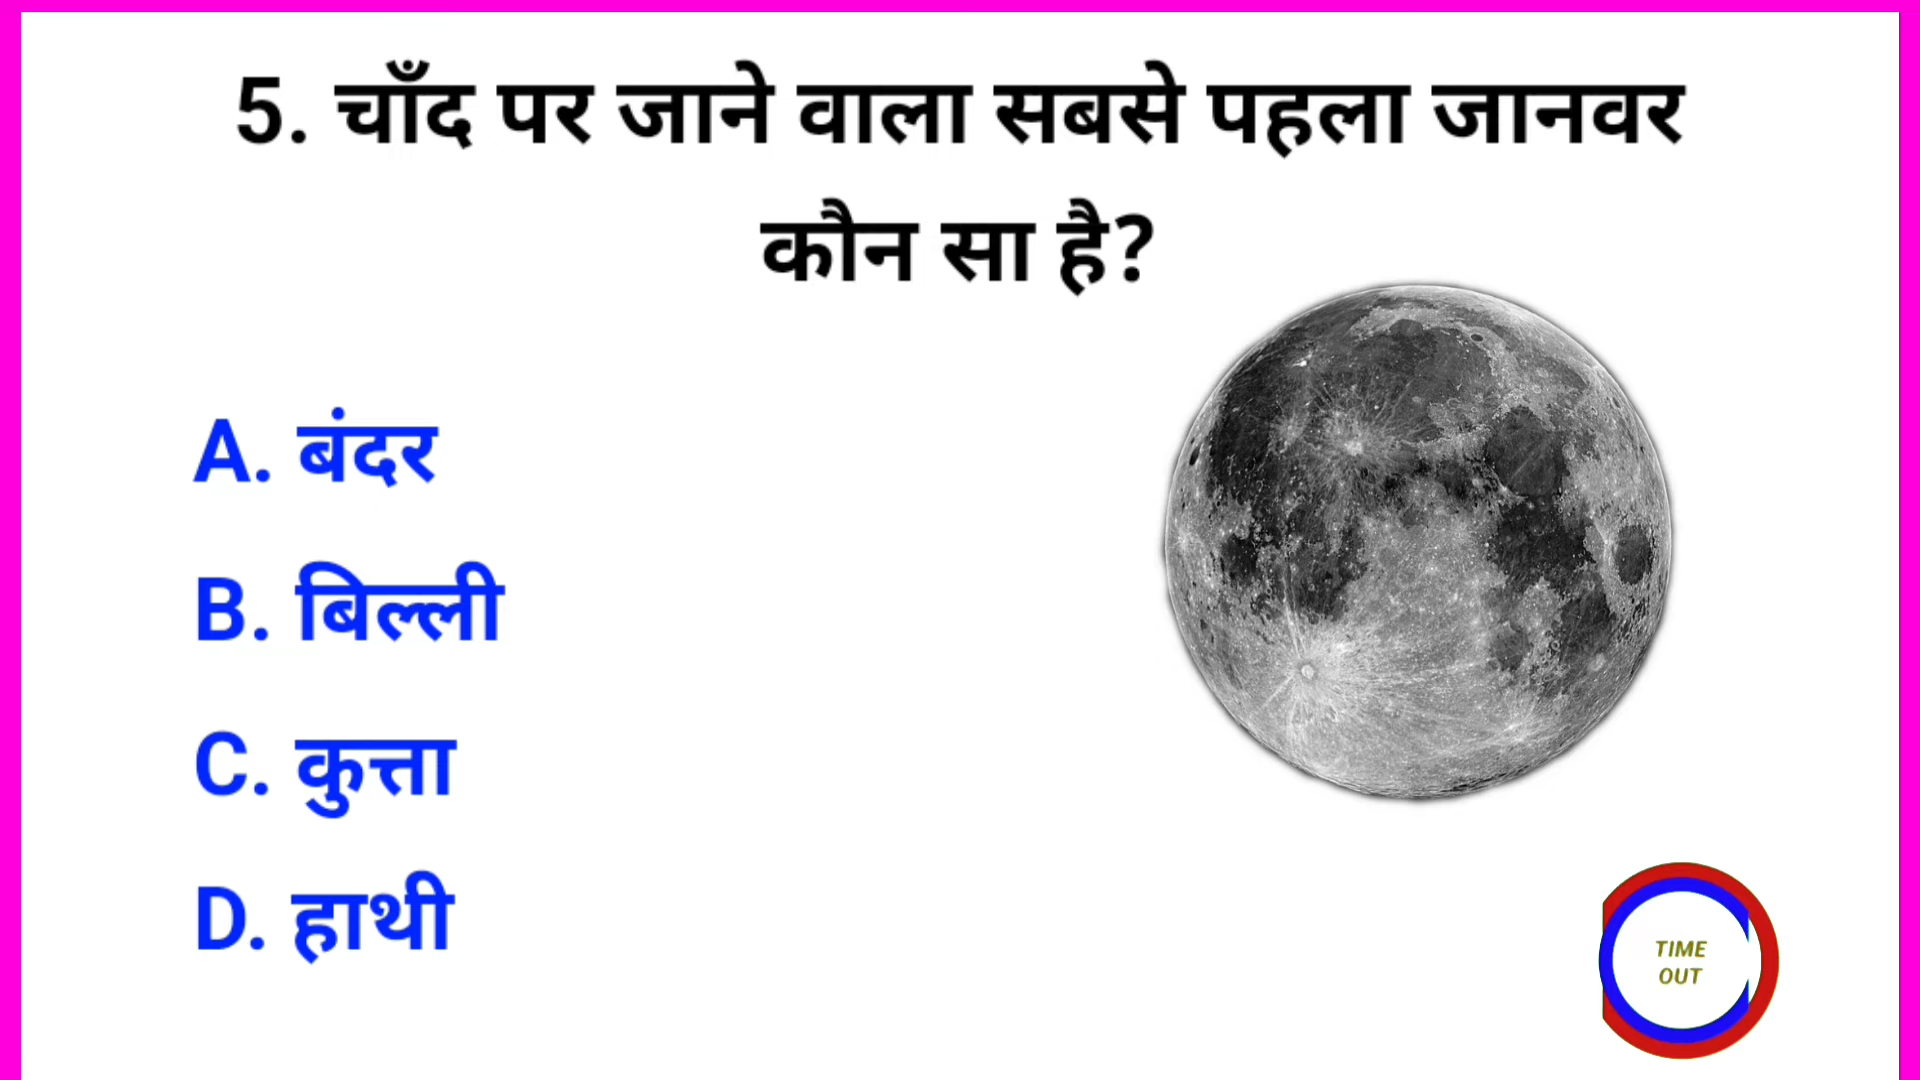 5. चाँद पर जाने वाला सबसे पहला जानवर
कौन सा है?
A. बंदर
B. बिल्ली
C. कुत्ता
D. हाथी
TIME
OUT